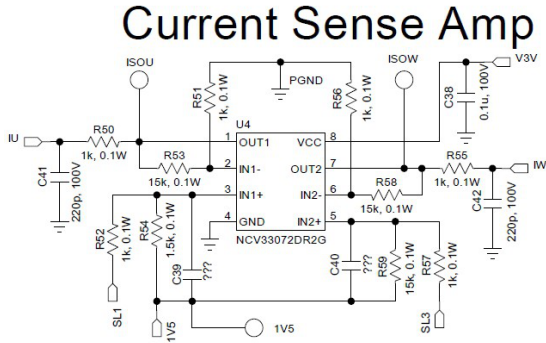 Current Sense Amp
ISOU
ISOW
V3V
R51
1k, 0.1W
PGND
R56
1k, 0.1W
C38
0.1u, 100V
U4
IU
R50
1k, 0.1W
1
OUT1
VCC
8
R53
15k, 0.1W
2
IN1-
OUT2
7
R55
1k, 0.1W
IW
C41
220p, 100V
3
IN1+
IN2-
6
R58
15k, 0.1W
C42
220p, 100V
4
GND
IN2+
5
NCV33072DR2G
R52
1k, 0.1W
R54
1.5k, 0.1W
C39
???
C40
???
R59
15k, 0.1W
R57
1k, 0.1W
SL1
1V5
1V5
SL3